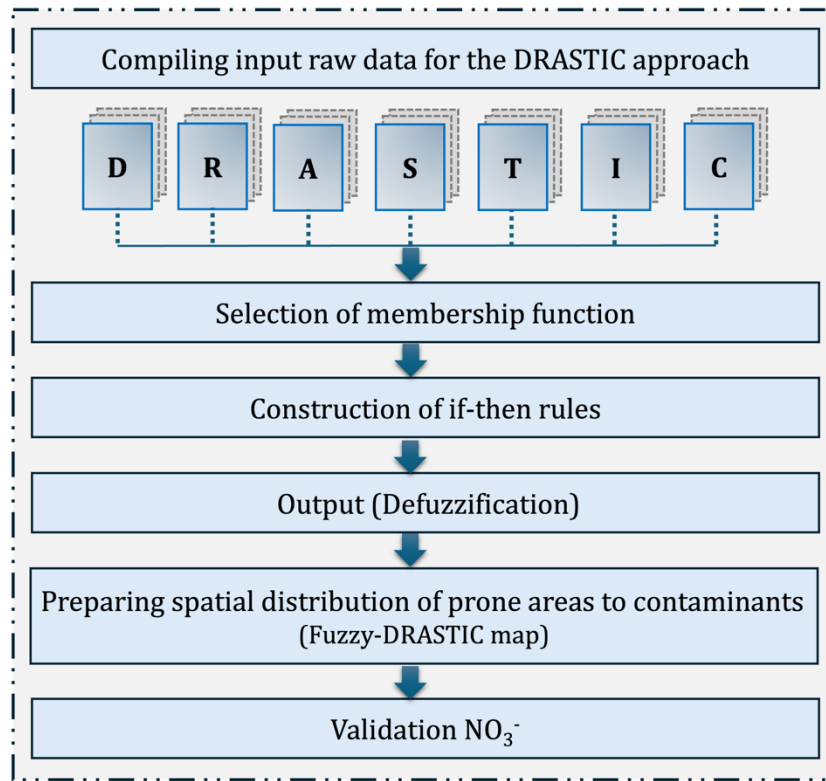 Compiling input raw data for the DRASTIC approach
D R A S T I C
Selection of membership function
Construction of if-then rules
Output (Defuzzification)
Preparing spatial distribution of prone areas to contaminants
(Fuzzy-DRASTIC map)
Validation NO₃⁻